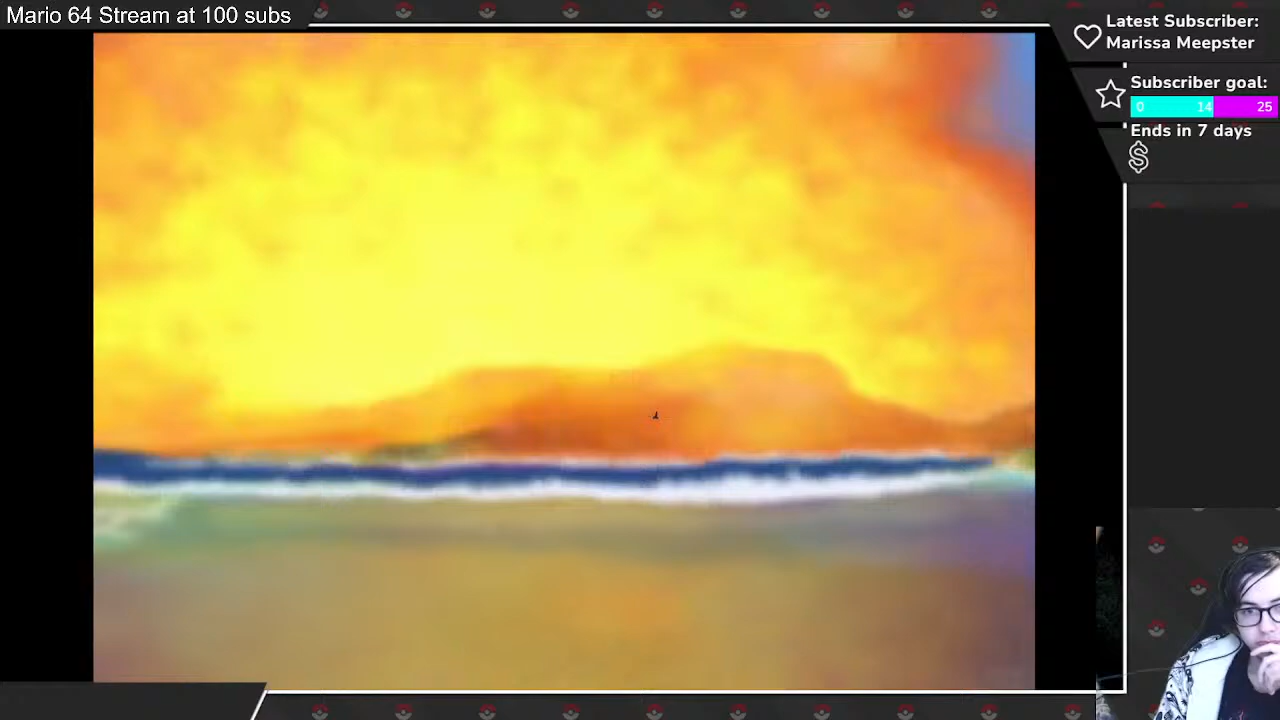 Mario 64 Stream at 100 subs
Latest Subscriber:
Marissa Meepster
Subscriber goal:
0 14 25
Ends in 7 days
$